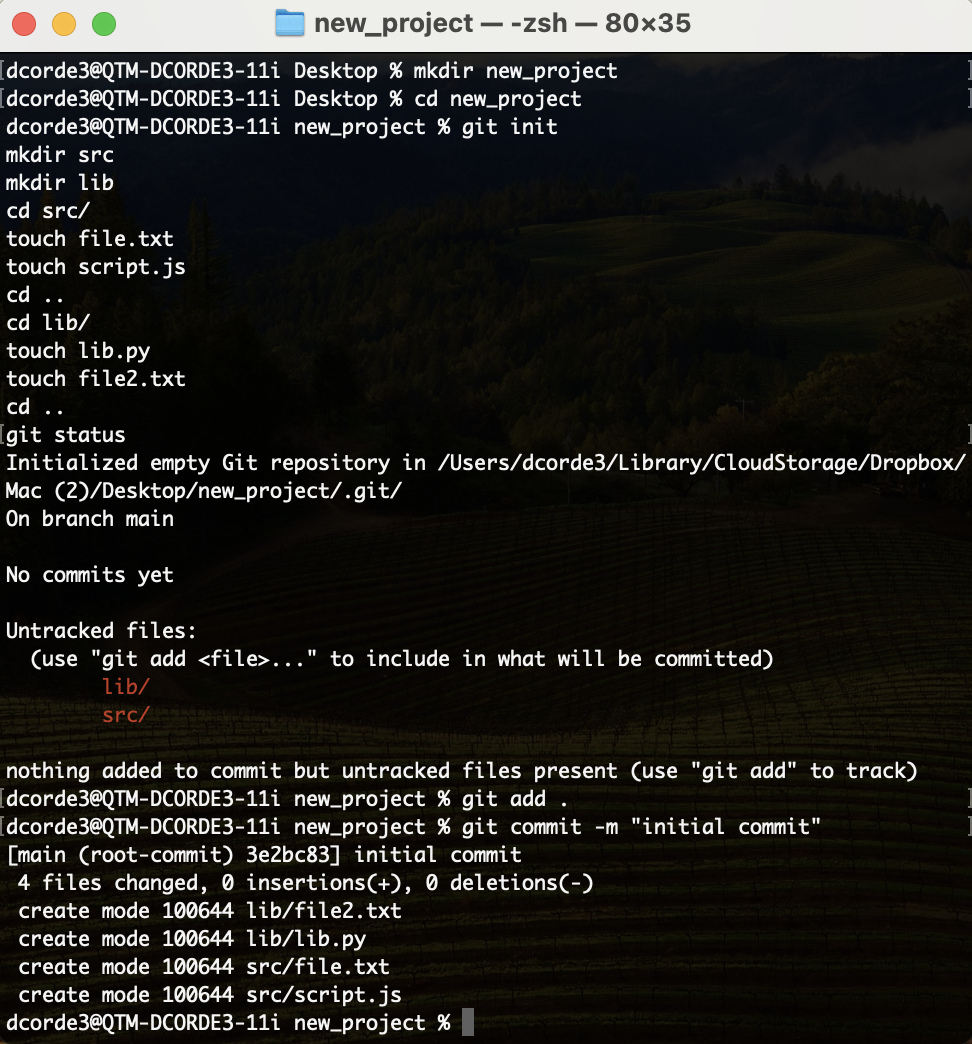 new_project — -zsh — 80×35
[dcorde3@QTM-DCORDE3-11i Desktop % mkdir new_project ]
[dcorde3@QTM-DCORDE3-11i Desktop % cd new_project ]
dcorde3@QTM-DCORDE3-11i new_project % git init
mkdir src
mkdir lib
cd src/
touch file.txt
touch script.js
cd ..
cd lib/
touch lib.py
touch file2.txt
cd ..
[git status ]
Initialized empty Git repository in /Users/dcorde3/Library/CloudStorage/Dropbox/
Mac (2)/Desktop/new_project/.git/
On branch main

No commits yet

Untracked files:
  (use "git add <file>..." to include in what will be committed)
        lib/
        src/

nothing added to commit but untracked files present (use "git add" to track)
[dcorde3@QTM-DCORDE3-11i new_project % git add . ]
[dcorde3@QTM-DCORDE3-11i new_project % git commit -m "initial commit" ]
[main (root-commit) 3e2bc83] initial commit
 4 files changed, 0 insertions(+), 0 deletions(-)
 create mode 100644 lib/file2.txt
 create mode 100644 lib/lib.py
 create mode 100644 src/file.txt
 create mode 100644 src/script.js
dcorde3@QTM-DCORDE3-11i new_project %